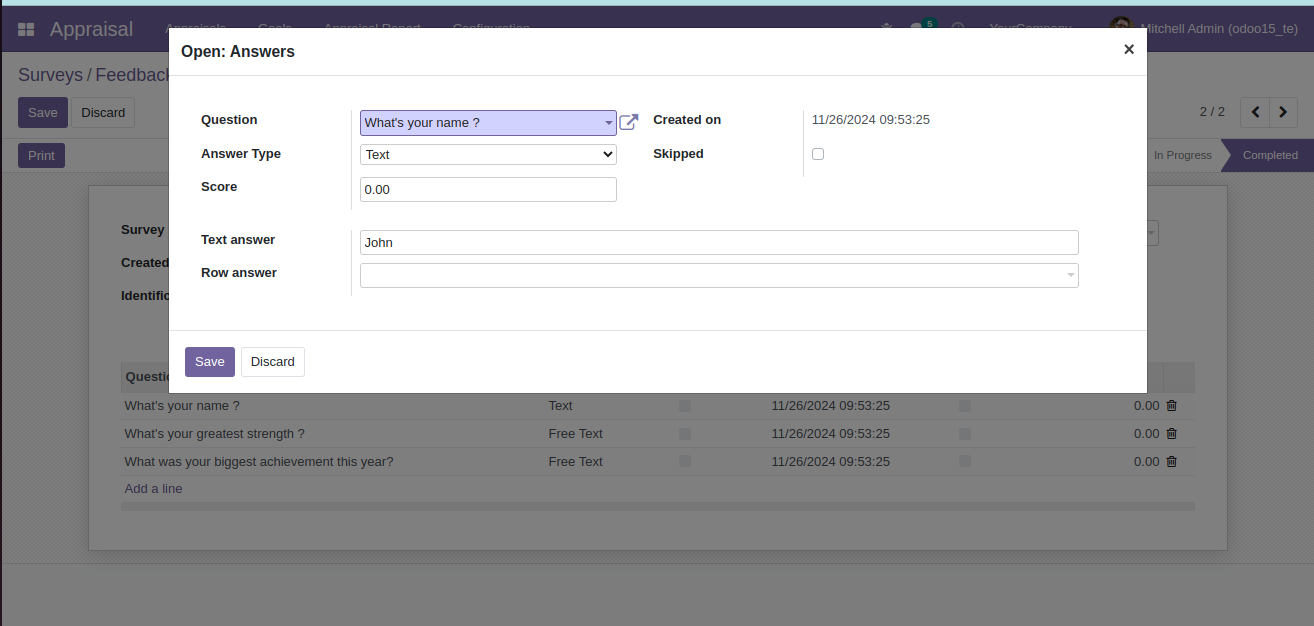 Appraisal Appraisals Goals Appraisal Report Configuration 5 YourCompany Mitchell Admin (odoo15_te)
Open: Answers ×
Surveys / Feedback
Save Discard 2 / 2
Print In Progress Completed
Question What's your name ? Created on 11/26/2024 09:53:25
Answer Type Text Skipped
Score 0.00
Text answer John
Row answer
Survey
Created
Identific
Save Discard
Questio
What's your name ? Text 11/26/2024 09:53:25 0.00
What's your greatest strength ? Free Text 11/26/2024 09:53:25 0.00
What was your biggest achievement this year? Free Text 11/26/2024 09:53:25 0.00
Add a line